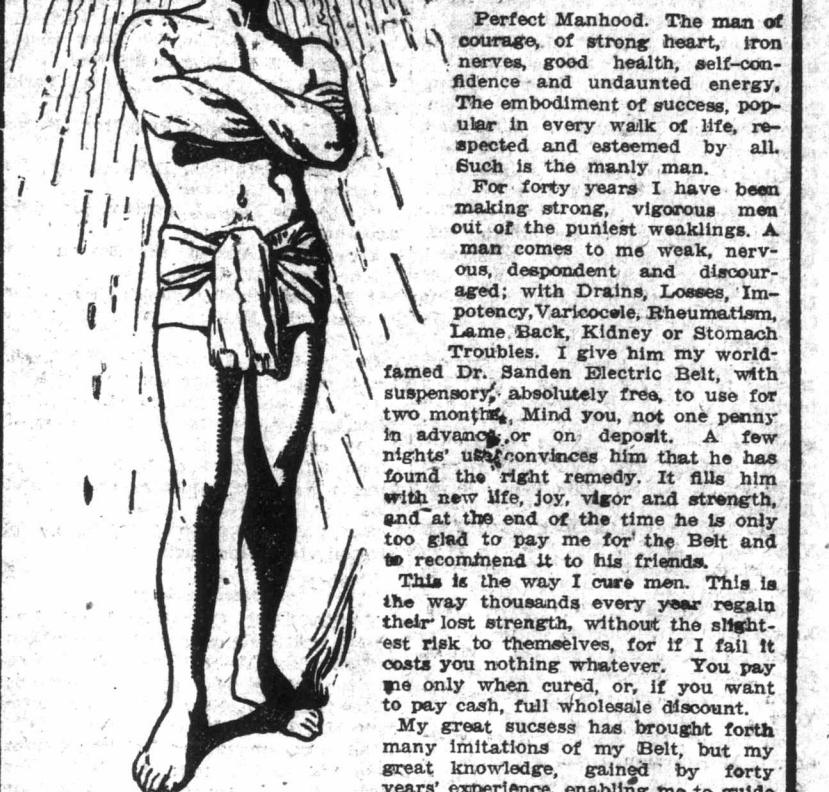 Perfect Manhood. The man of
courage, of strong heart, iron
nerves, good health, self-con-
fidence and undaunted energy.
The embodiment of success, pop-
ular in every walk of life, re-
spected and esteemed by all.
Such is the manly man.
For forty years I have been
making strong, vigorous men
out of the puniest weaklings. A
man comes to me weak, nerv-
ous, despondent and discour-
aged; with Drains, Losses, Im-
potency, Varicocele, Rheumatism,
Lame Back, Kidney or Stomach
Troubles. I give him my world-
famed Dr. Sanden Electric Belt, with
suspensory, absolutely free, to use for
two months, Mind you, not one penny
in advance or on deposit. A few
nights' use convinces him that he has
found the right remedy. It fills him
with new life, joy, vigor and strength,
and at the end of the time he is only
too glad to pay me for the Belt and
to recommend it to his friends.
This is the way I cure men. This is
the way thousands every year regain
their lost strength, without the slight-
est risk to themselves, for if I fail it
costs you nothing whatever. You pay
me only when cured, or, if you want
to pay cash, full wholesale discount.
My great sucsess has brought forth
many imitations of my Belt, but my
great knowledge, gained by forty
years' experience, enabling me to guide